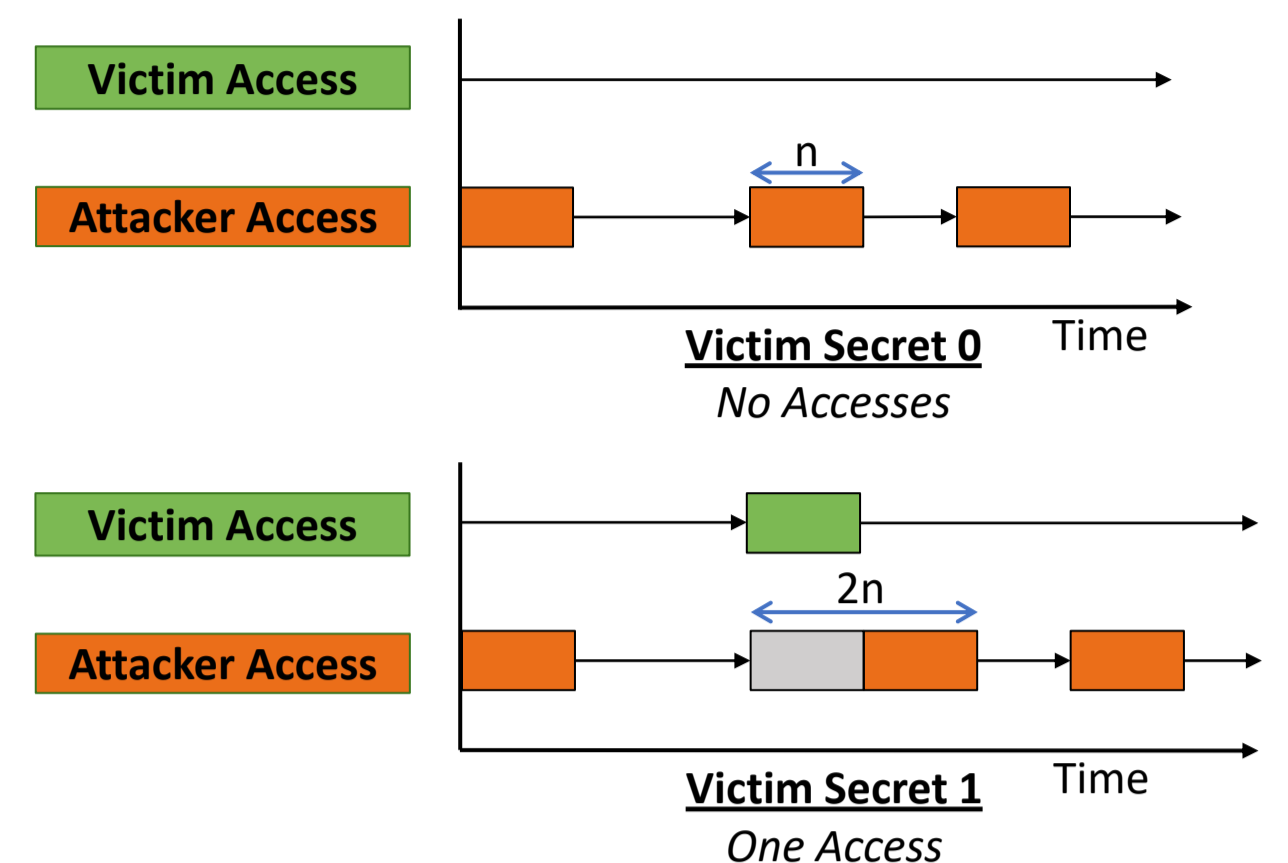 Victim Access
n
Attacker Access
Time
Victim Secret 0
No Accesses
Victim Access
2n
Attacker Access
Time
Victim Secret 1
One Access